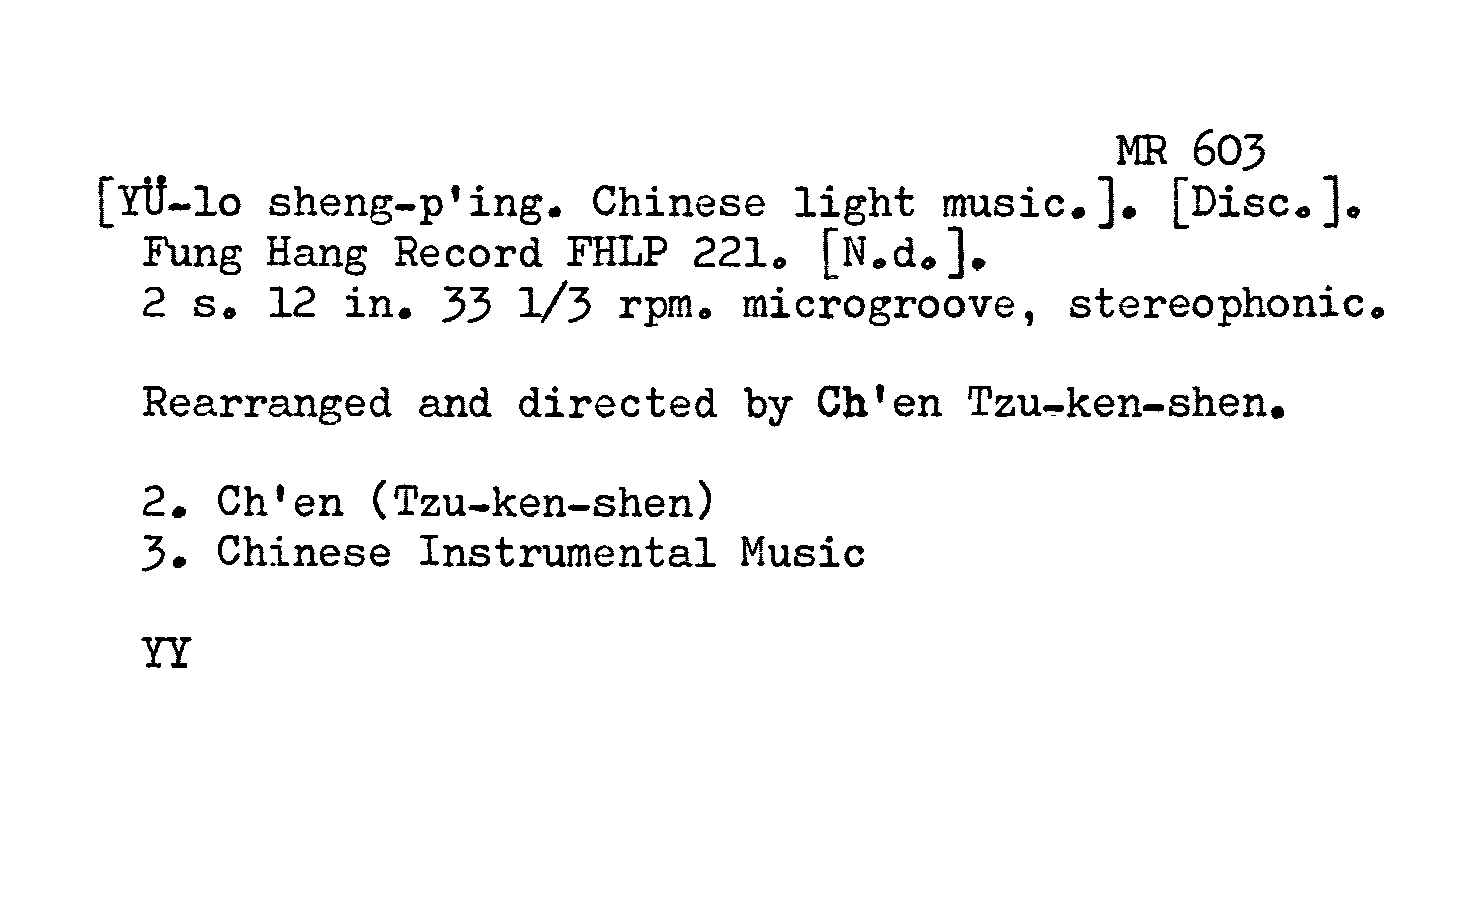 MR 603
[YÜ-lo sheng-p'ing. Chinese light music.]. [Disc.].
Fung Hang Record FHLP 221. [N.d.].
2 s. 12 in. 33 1/3 rpm. microgroove, stereophonic.
Rearranged and directed by Ch'en Tzu-ken-shen.
2. Ch'en (Tzu-ken-shen)
3. Chinese Instrumental Music
YY